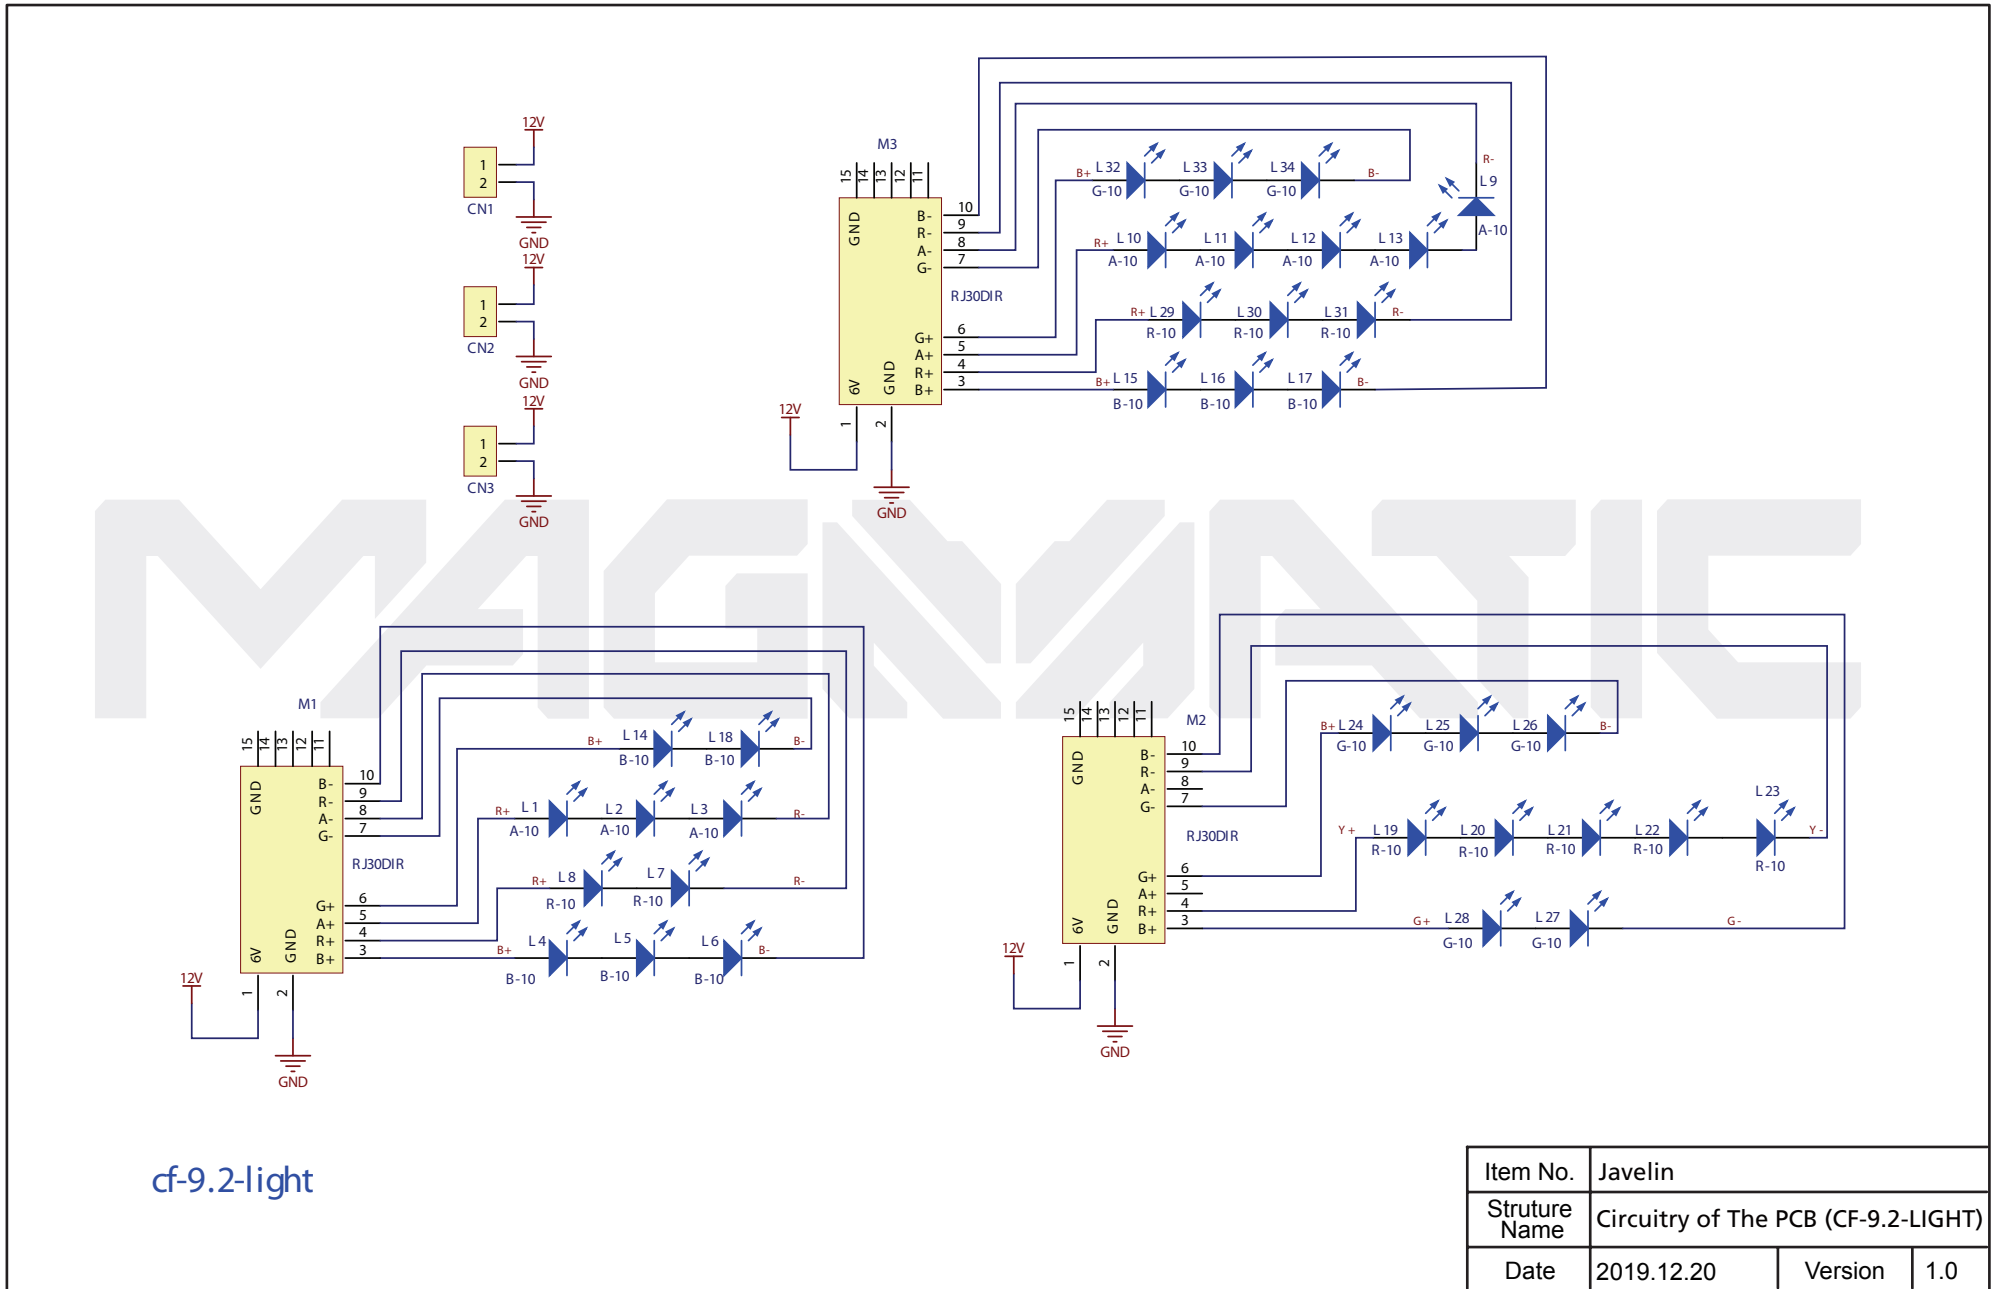 12V
1
2
CN1
GND
12V
1
2
CN2
GND
12V
1
2
CN3
GND
M3
15 14 13 12 11
GND
B- 10
R- 9
A- 8
G- 7
RJ30DIR
G+ 6
A+ 5
R+ 4
B+ 3
6V GND
1 2
12V
GND
B+ L32 L33 L34 B-
G-10 G-10 G-10
R-
L9
A-10
R+ L10 L11 L12 L13
A-10 A-10 A-10 A-10
R+ L29 L30 L31 R-
R-10 R-10 R-10
B+ L15 L16 L17 B-
B-10 B-10 B-10
MAGNMATIC
M1
15 14 13 12 11
GND
B- 10
R- 9
A- 8
G- 7
RJ30DIR
G+ 6
A+ 5
R+ 4
B+ 3
6V GND
1 2
12V
GND
B+ L14 L18 B-
B-10 B-10
R+ L1 L2 L3 R-
A-10 A-10 A-10
R+ L8 L7 R-
R-10 R-10
B+ L4 L5 L6 B-
B-10 B-10 B-10
M2
15 14 13 12 11
GND
B- 10
R- 9
A- 8
G- 7
RJ30DIR
G+ 6
A+ 5
R+ 4
B+ 3
6V GND
1 2
12V
GND
B+ L24 L25 L26 B-
G-10 G-10 G-10
Y+ L19 L20 L21 L22 L23 Y-
R-10 R-10 R-10 R-10 R-10
G+ L28 L27 G-
G-10 G-10
cf-9.2-light
Item No. Javelin
Struture Name Circuitry of The PCB (CF-9.2-LIGHT)
Date 2019.12.20 Version 1.0